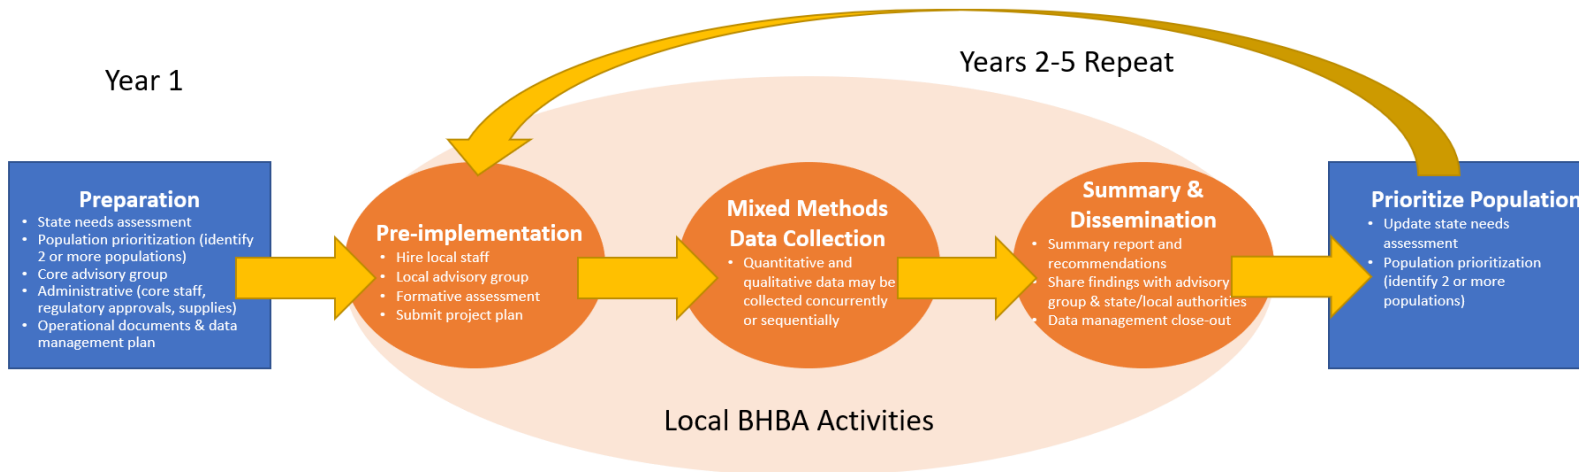 Year 1
Years 2-5 Repeat
Preparation
• State needs assessment
• Population prioritization (identify
2 or more populations)
• Core advisory group
• Administrative (core staff,
regulatory approvals, supplies)
• Operational documents & data
management plan
Pre-implementation
• Hire local staff
• Local advisory group
• Formative assessment
• Submit project plan
Mixed Methods
Data Collection
• Quantitative and
qualitative data may be
collected concurrently
or sequentially
Summary &
Dissemination
• Summary report and
recommendations
• Share findings with advisory
group & state/local authorities
• Data management close-out
Prioritize Population
• Update state needs
assessment
• Population prioritization
(identify 2 or more
populations)
Local BHBA Activities